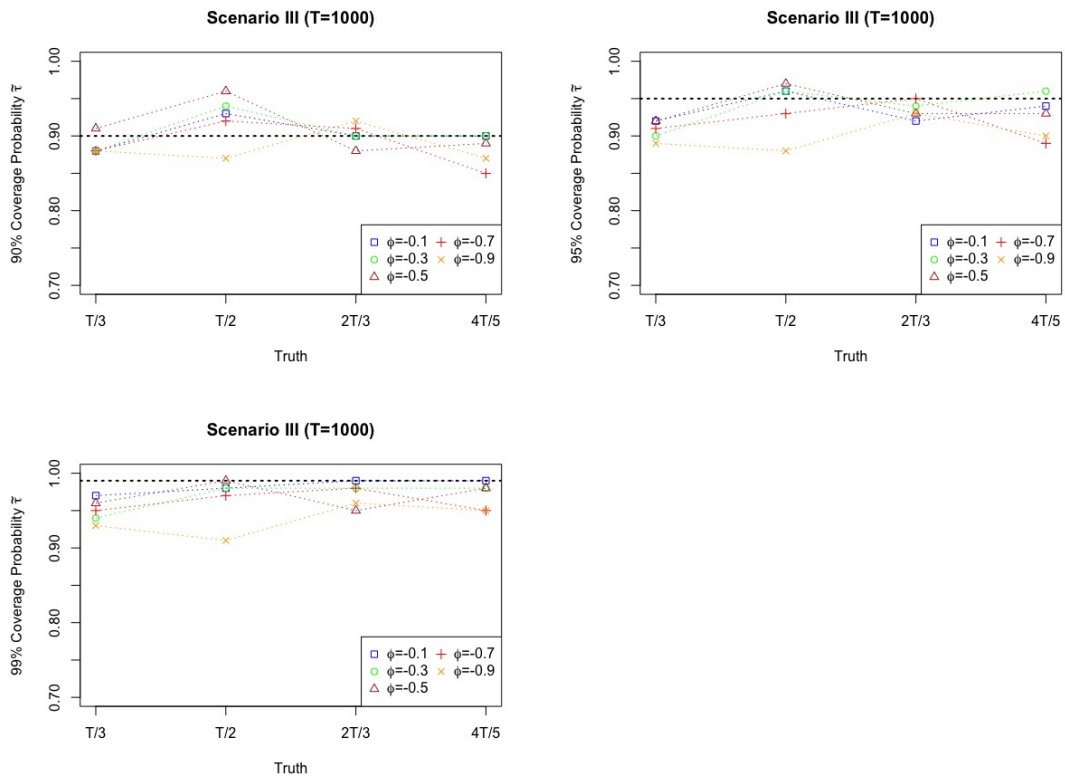 Scenario III (T=1000)
90% Coverage Probability τ̃
1.00
0.90
0.80
0.70
T/3 T/2 2T/3 4T/5
Truth
ϕ=-0.1 ϕ=-0.7
ϕ=-0.3 ϕ=-0.9
ϕ=-0.5
Scenario III (T=1000)
95% Coverage Probability τ̃
1.00
0.90
0.80
0.70
T/3 T/2 2T/3 4T/5
Truth
ϕ=-0.1 ϕ=-0.7
ϕ=-0.3 ϕ=-0.9
ϕ=-0.5
Scenario III (T=1000)
99% Coverage Probability τ̃
1.00
0.90
0.80
0.70
T/3 T/2 2T/3 4T/5
Truth
ϕ=-0.1 ϕ=-0.7
ϕ=-0.3 ϕ=-0.9
ϕ=-0.5